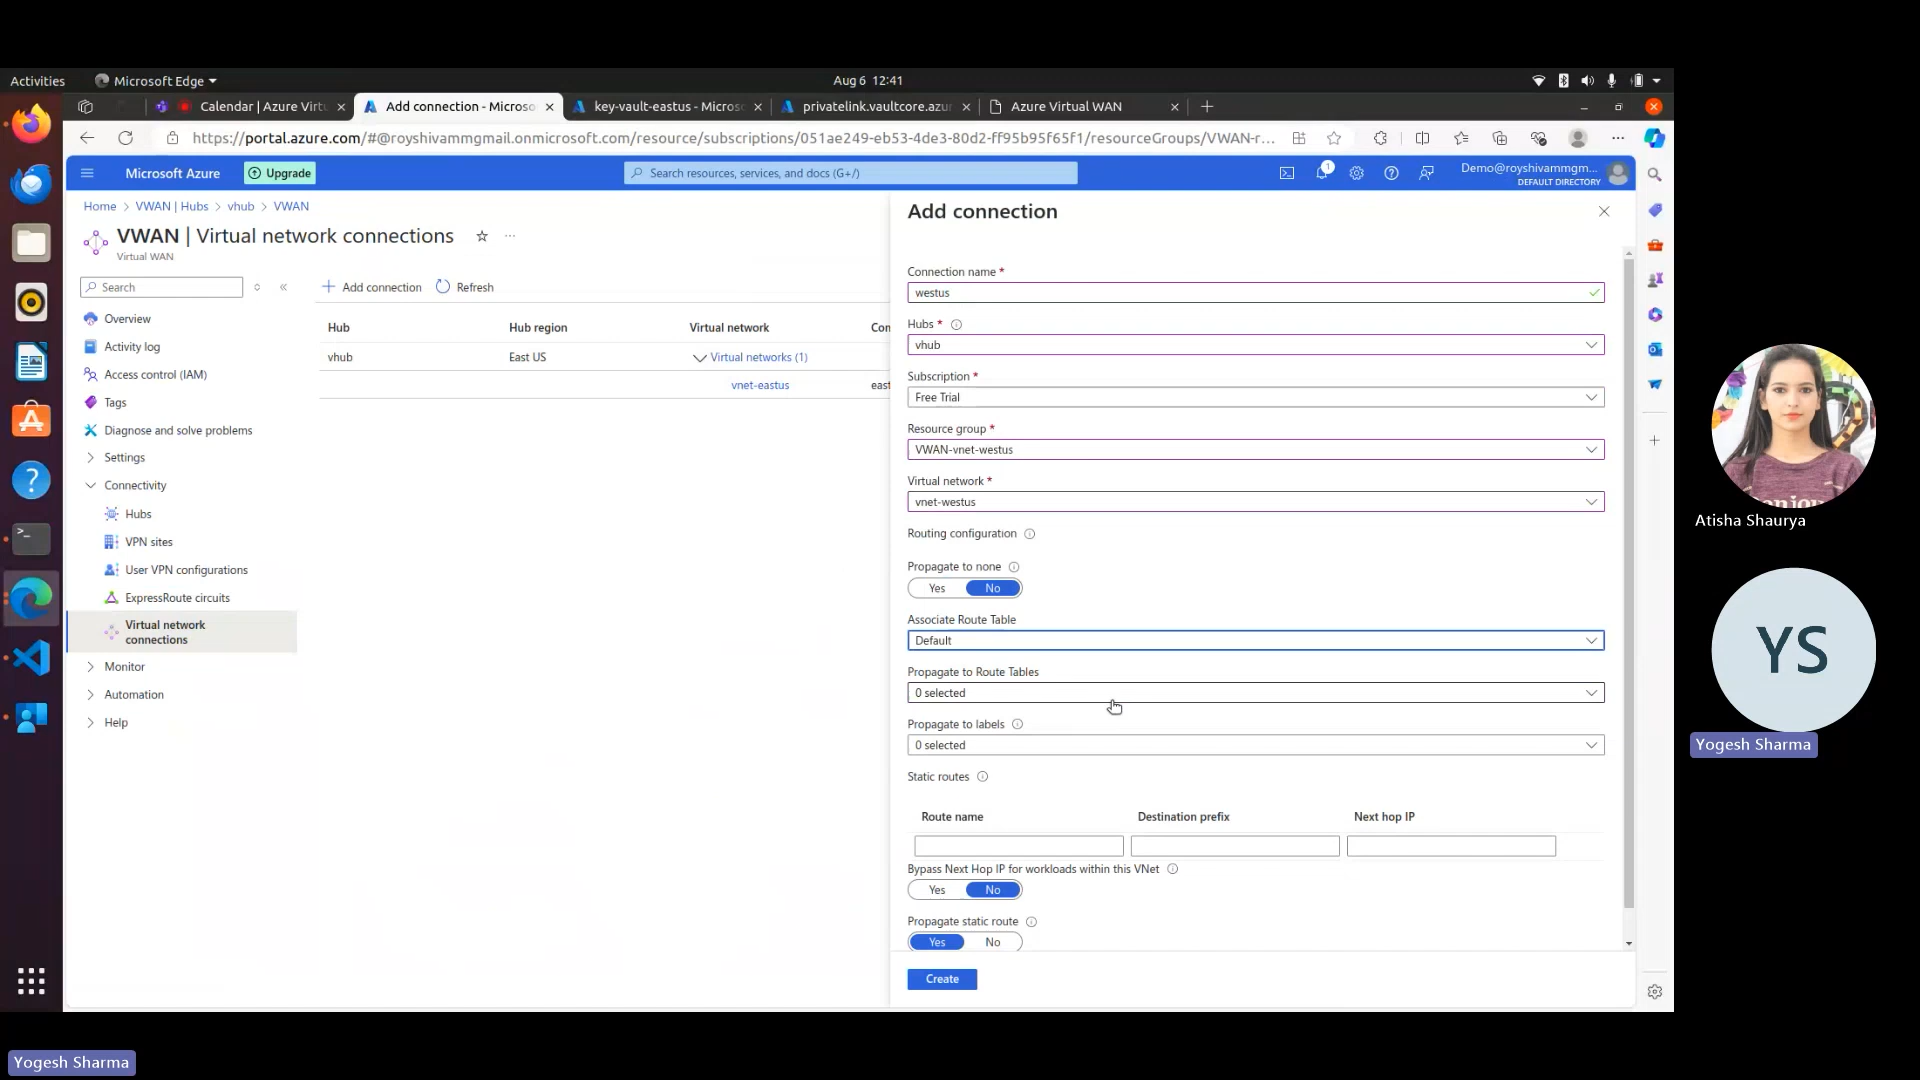 Activities
Microsoft Edge
Aug 6 12:41
Calendar | Azure Virtu
Add connection - Microso
key-vault-eastus - Micros
privatelink.vaultcore.azur
Azure Virtual WAN
https://portal.azure.com/#@royshivammgmail.onmicrosoft.com/resource/subscriptions/051ae249-eb53-4de3-80d2-ff95b95f65f1/resourceGroups/VWAN-r...
Microsoft Azure
Upgrade
Search resources, services, and docs (G+/)
1
Demo@royshivammgm...
DEFAULT DIRECTORY
Home > VWAN | Hubs > vhub > VWAN
VWAN | Virtual network connections
Virtual WAN
Search
Overview
Activity log
Access control (IAM)
Tags
Diagnose and solve problems
Settings
Connectivity
Hubs
VPN sites
User VPN configurations
ExpressRoute circuits
Virtual network
connections
Monitor
Automation
Help
Add connection
Refresh
Hub
Hub region
Virtual network
Con
vhub
East US
Virtual networks (1)
vnet-eastus
east
Add connection
Connection name *
westus
Hubs *
vhub
Subscription *
Free Trial
Resource group *
VWAN-vnet-westus
Virtual network *
vnet-westus
Routing configuration
Propagate to none
Yes No
Associate Route Table
Default
Propagate to Route Tables
0 selected
Propagate to labels
0 selected
Static routes
Route name
Destination prefix
Next hop IP
Bypass Next Hop IP for workloads within this VNet
Yes No
Propagate static route
Yes No
Create
Atisha Shaurya
YS
Yogesh Sharma
Yogesh Sharma